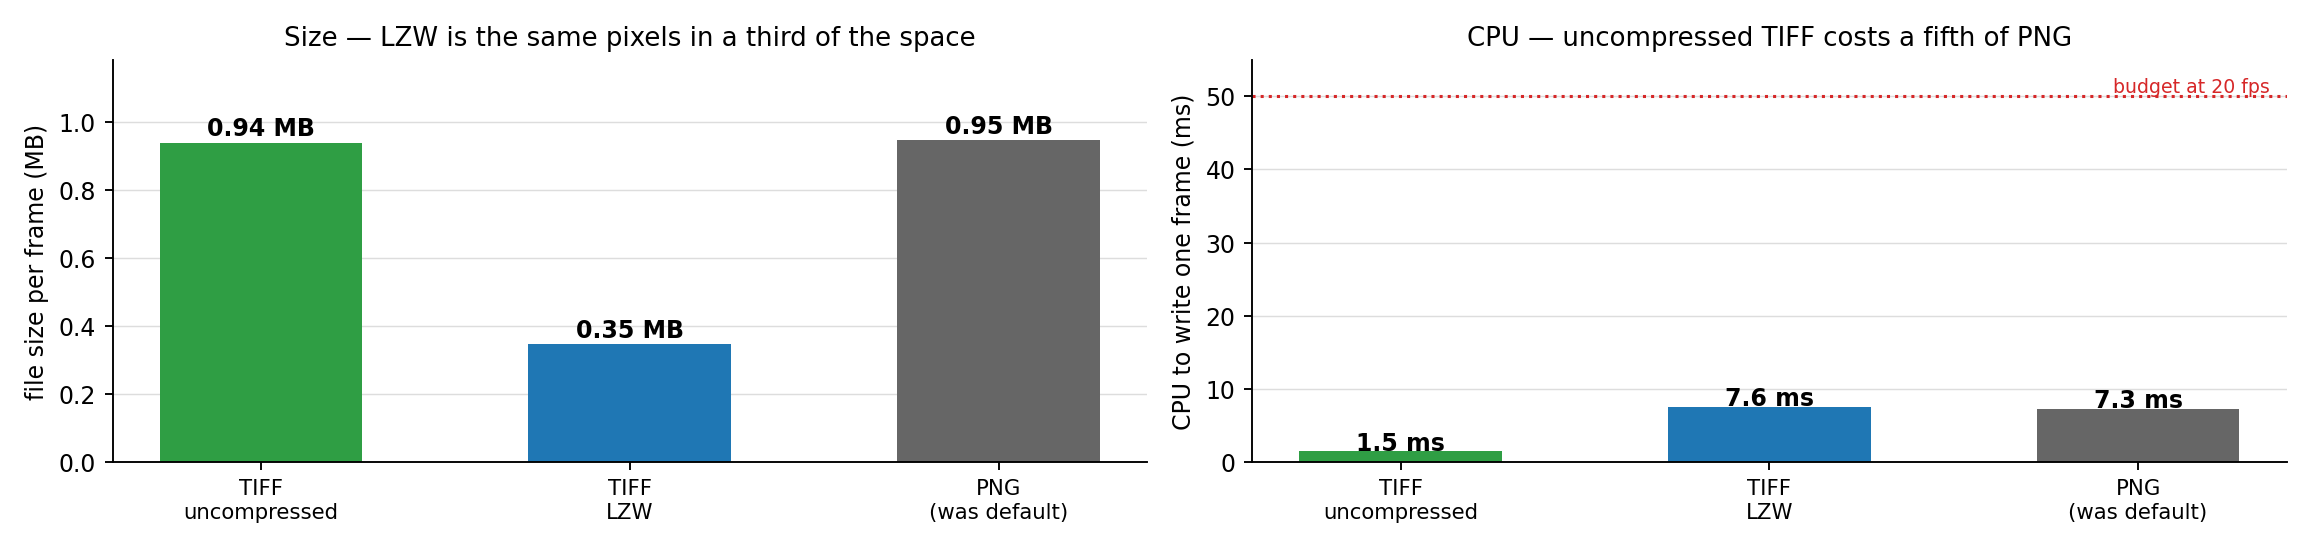 Size — LZW is the same pixels in a third of the space
file size per frame (MB)
1.0
0.8
0.6
0.4
0.2
0.0
0.94 MB
0.35 MB
0.95 MB
TIFF
uncompressed
TIFF
LZW
PNG
(was default)
CPU — uncompressed TIFF costs a fifth of PNG
CPU to write one frame (ms)
50
40
30
20
10
0
budget at 20 fps
1.5 ms
7.6 ms
7.3 ms
TIFF
uncompressed
TIFF
LZW
PNG
(was default)